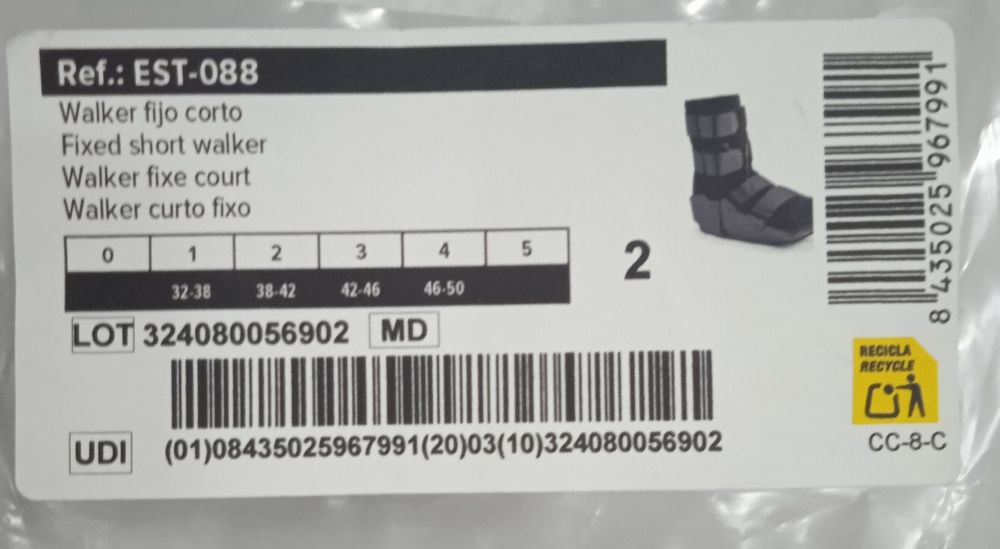 Ref.: EST-088
Walker fijo corto
Fixed short walker
Walker fixe court
Walker curto fixo
0 1 2 3 4 5
32-38 38-42 42-46 46-50
2
LOT 324080056902 MD
UDI (01)08435025967991(20)03(10)324080056902
8 435025 967991
RECICLA
RECYCLE
CC-8-C